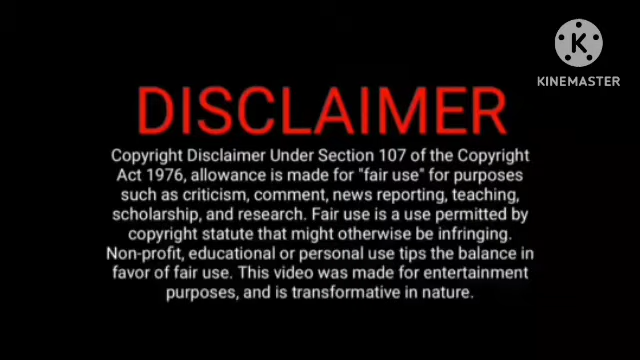 KINEMASTER
DISCLAIMER
Copyright Disclaimer Under Section 107 of the Copyright
Act 1976, allowance is made for "fair use" for purposes
such as criticism, comment, news reporting, teaching,
scholarship, and research. Fair use is a use permitted by
copyright statute that might otherwise be infringing.
Non-profit, educational or personal use tips the balance in
favor of fair use. This video was made for entertainment
purposes, and is transformative in nature.